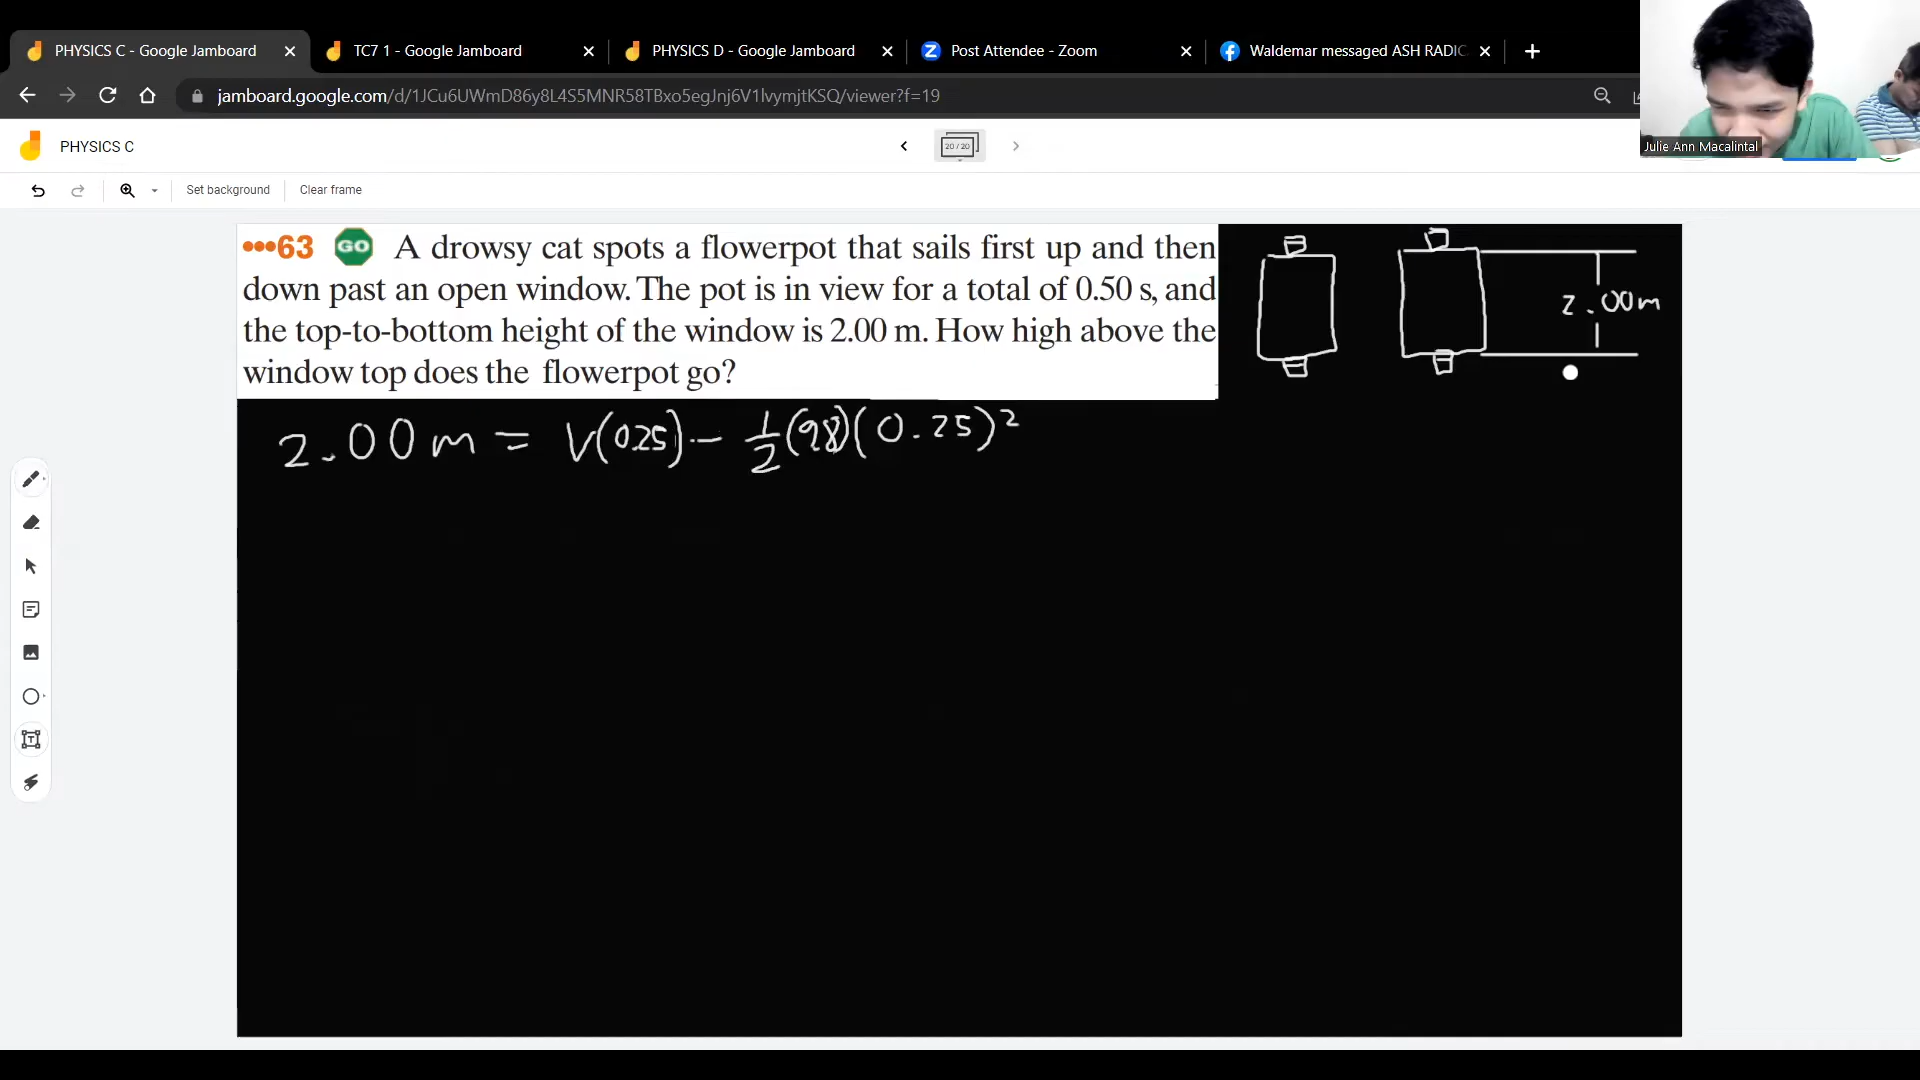 PHYSICS C - Google Jamboard
TC7 1 - Google Jamboard
PHYSICS D - Google Jamboard
Post Attendee - Zoom
Waldemar messaged ASH RADIC
jamboard.google.com/d/1JCu6UWmD86y8L4S5MNR58TBxo5egJnj6V1lvymjtKSQ/viewer?f=19
Julie Ann Macalintal
PHYSICS C
20 / 20
Set background
Clear frame
•••63 GO A drowsy cat spots a flowerpot that sails first up and then
down past an open window. The pot is in view for a total of 0.50 s, and
the top-to-bottom height of the window is 2.00 m. How high above the
window top does the flowerpot go?
2.00m
2.00 m = V(0.25) - 1/2(9.8)(0.25)²